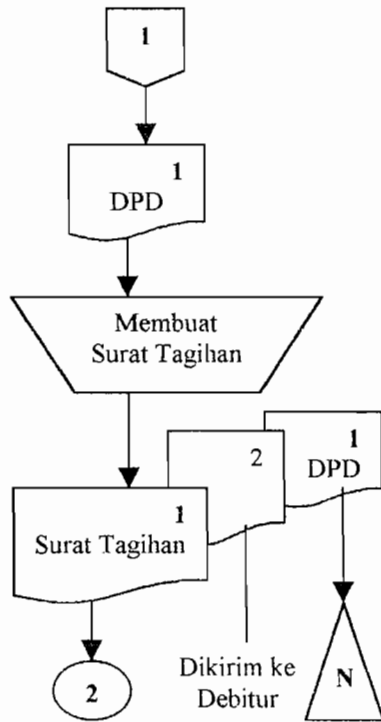 1
1
DPD
Membuat
Surat Tagihan
1
DPD
2
1
Surat Tagihan
2
Dikirim ke
Debitur
N